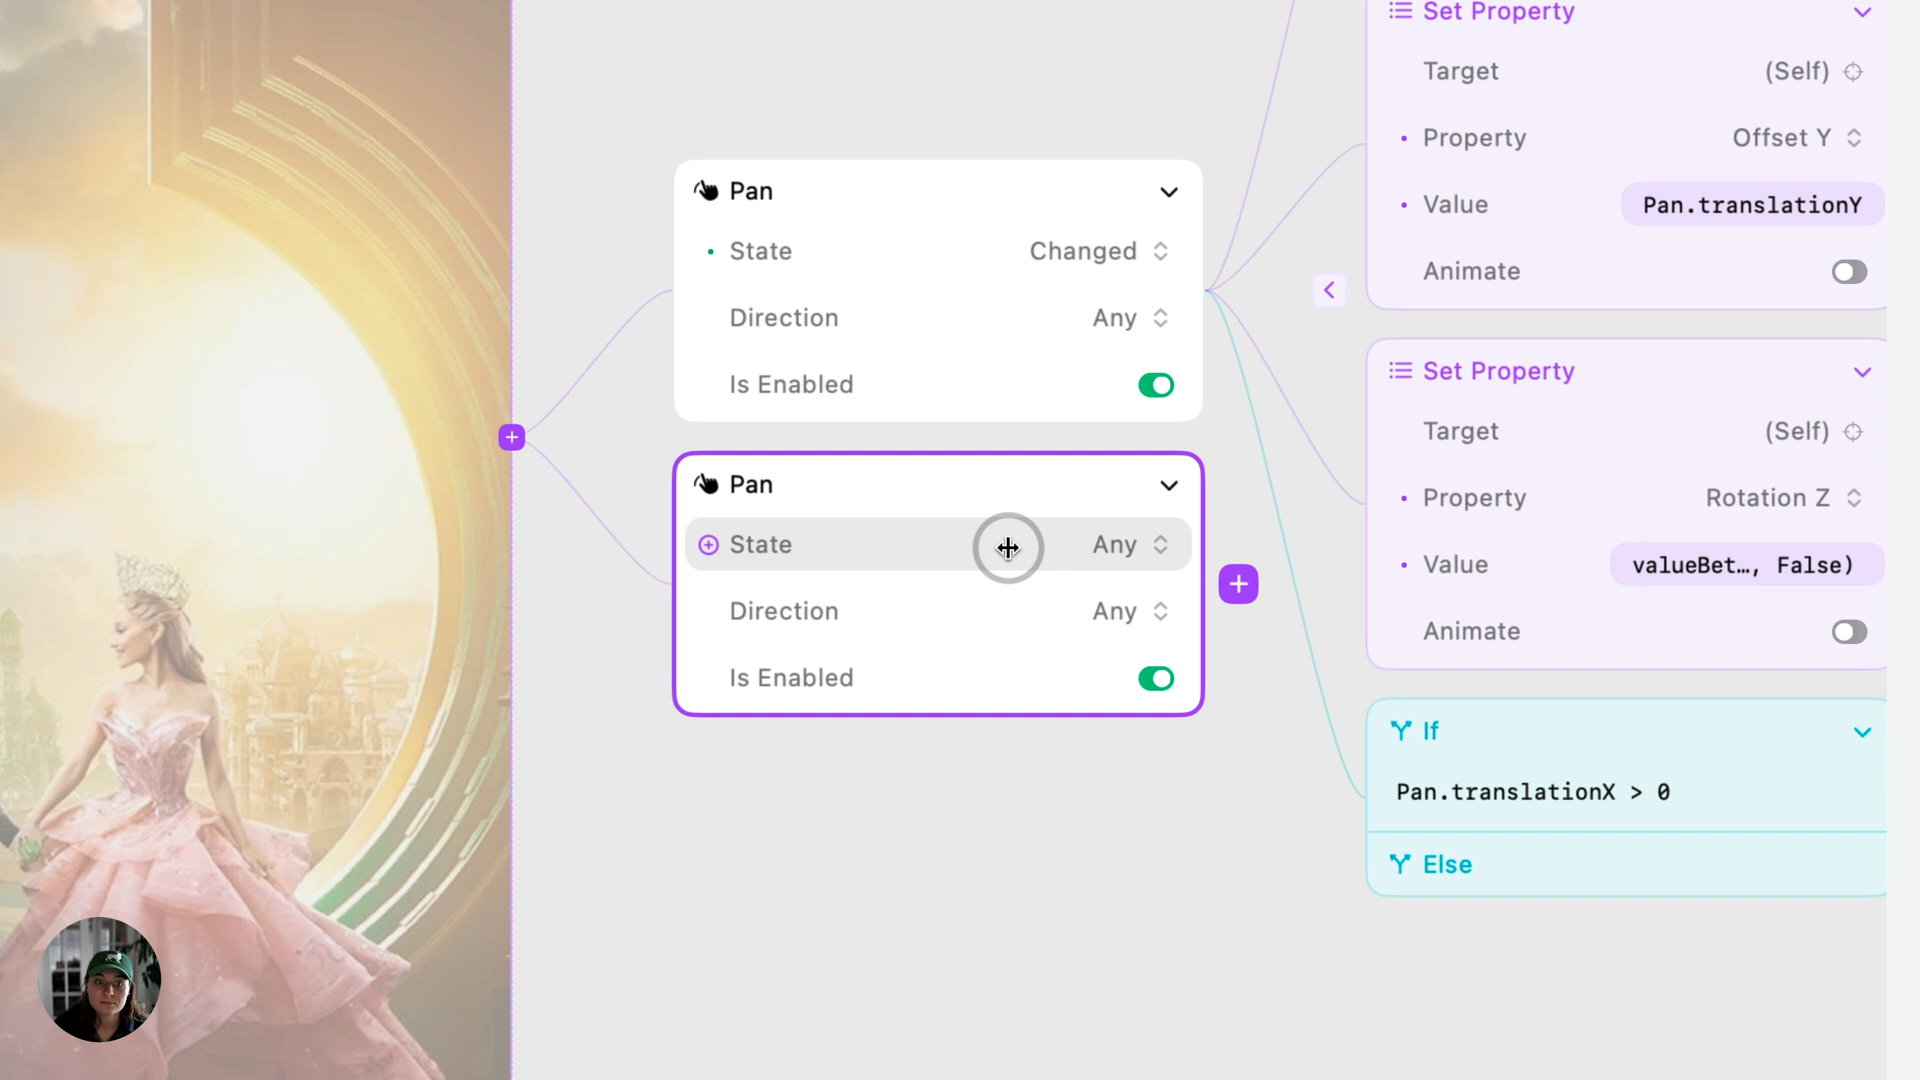 Pan
State Changed
Direction Any
Is Enabled
Pan
State Any
Direction Any
Is Enabled
Set Property
Target (Self)
Property Offset Y
Value Pan.translationY
Animate
Set Property
Target (Self)
Property Rotation Z
Value valueBet…, False)
Animate
If
Pan.translationX > 0
Else